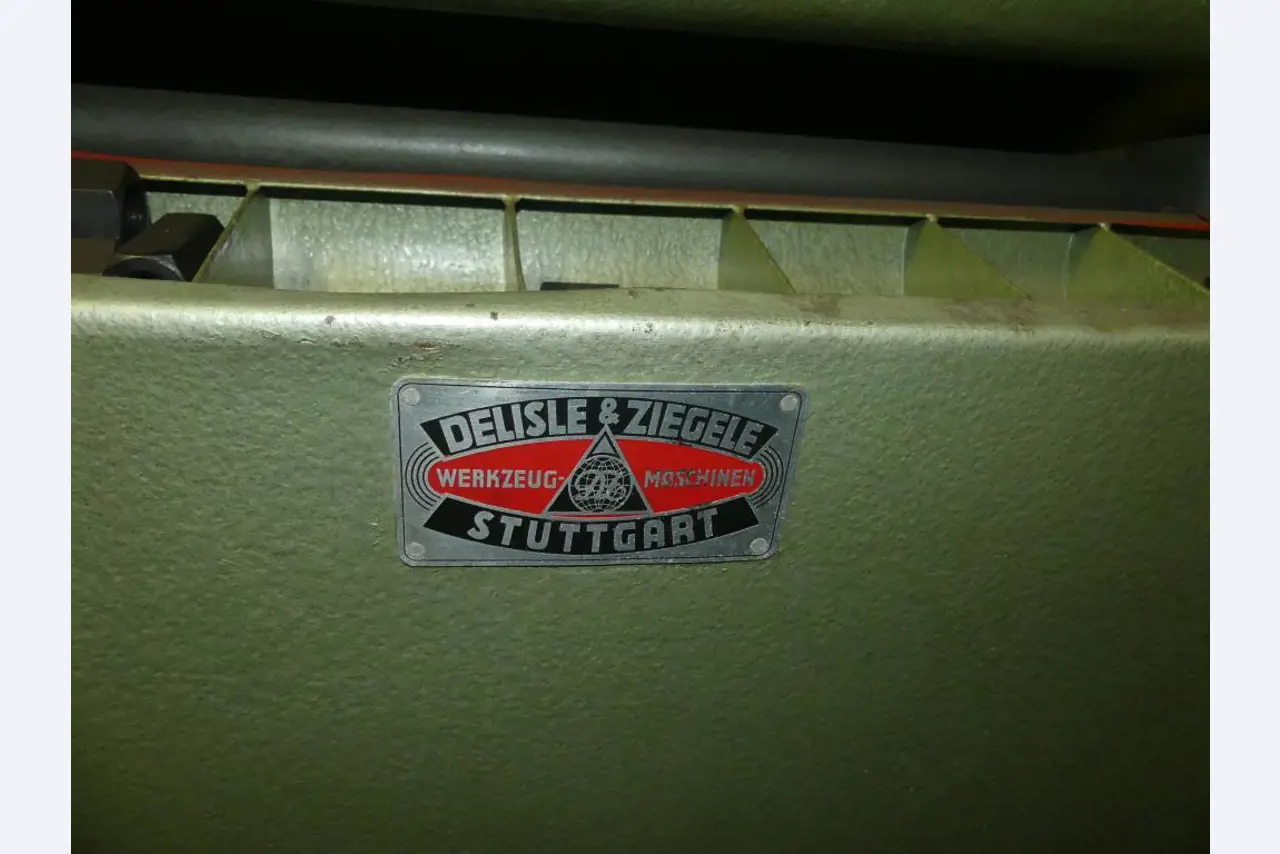 DELISLE & ZIEGELE
WERKZEUG-MASCHINEN
STUTTGART